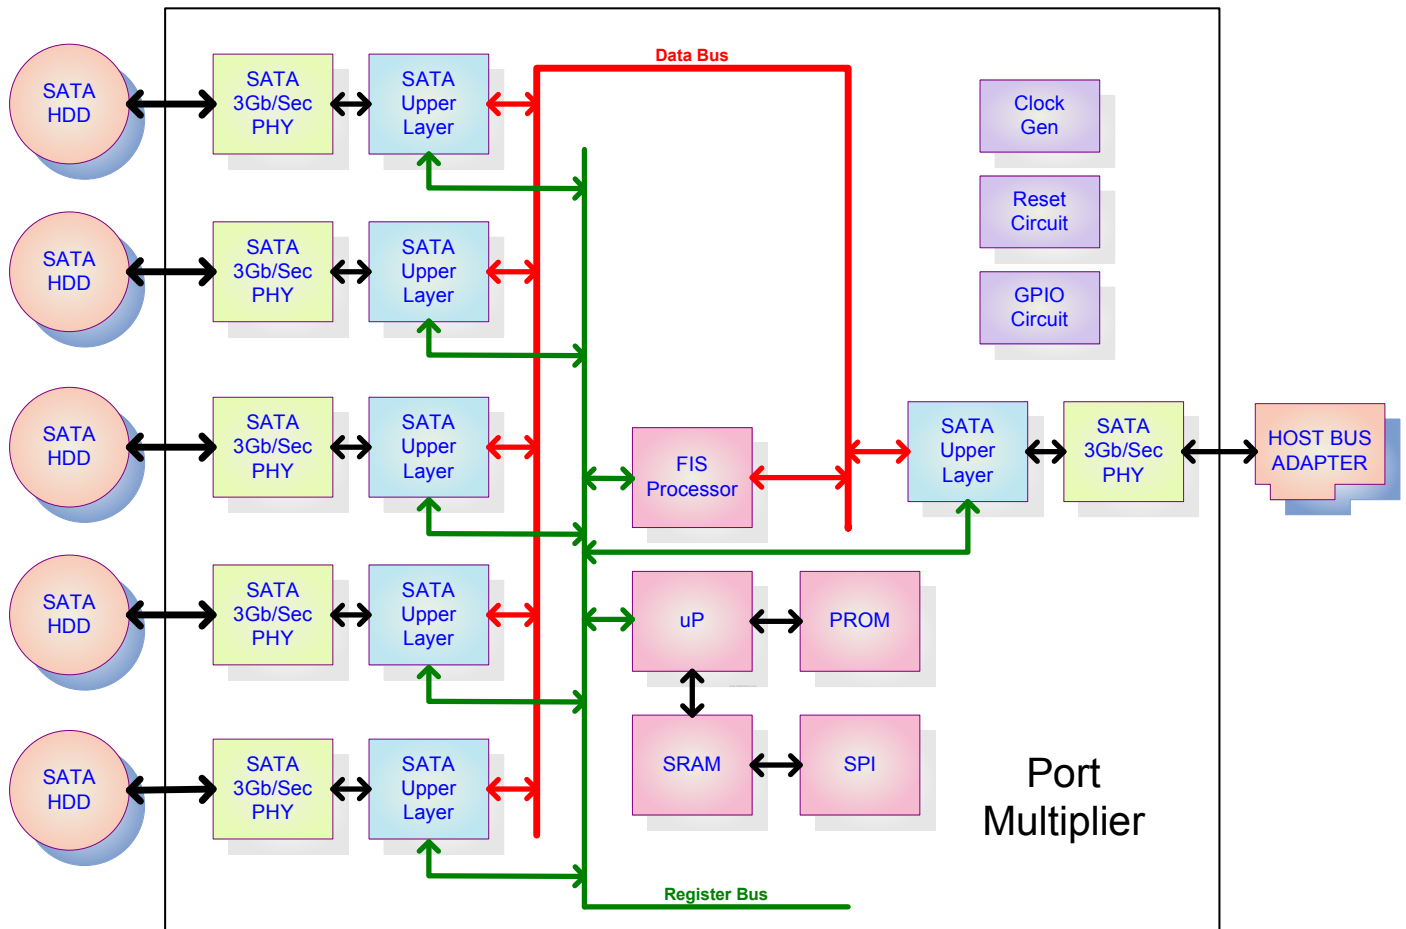 Data Bus
SATA
HDD
SATA
3Gb/Sec
PHY
SATA
Upper
Layer
Clock
Gen
Reset
Circuit
SATA
HDD
SATA
3Gb/Sec
PHY
SATA
Upper
Layer
GPIO
Circuit
SATA
HDD
SATA
3Gb/Sec
PHY
SATA
Upper
Layer
FIS
Processor
SATA
Upper
Layer
SATA
3Gb/Sec
PHY
HOST BUS
ADAPTER
SATA
HDD
SATA
3Gb/Sec
PHY
SATA
Upper
Layer
uP
PROM
SATA
HDD
SATA
3Gb/Sec
PHY
SATA
Upper
Layer
SRAM
SPI
Port
Multiplier
Register Bus